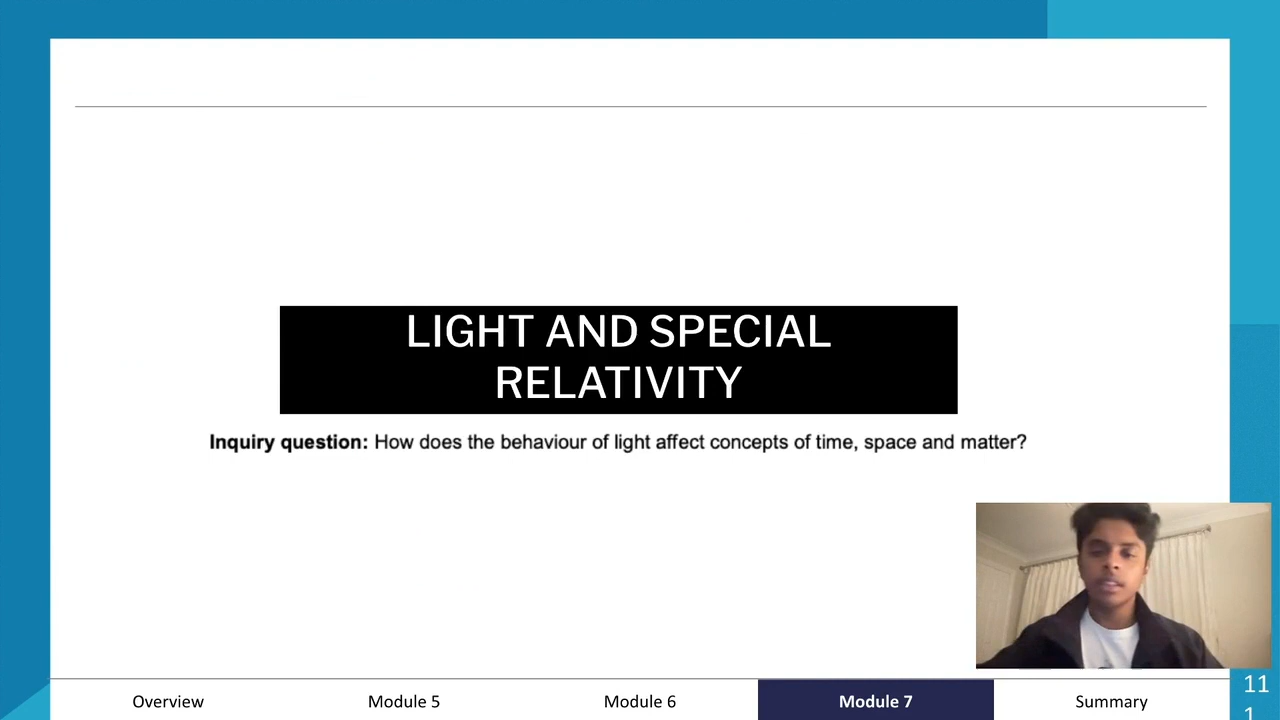 LIGHT AND SPECIAL
RELATIVITY
Inquiry question: How does the behaviour of light affect concepts of time, space and matter?
Overview
Module 5
Module 6
Module 7
Summary
11
1